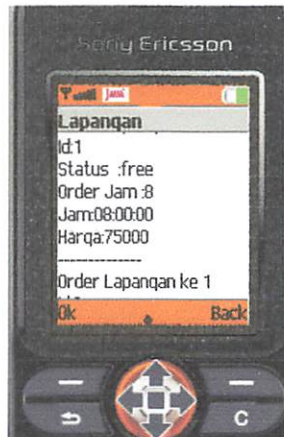 Sony Ericsson
Java
Lapangan
Id:1
Status :free
Order Jam :8
Jam:08:00:00
Harga:75000
--------------
Order Lapangan ke 1
Ok
Back
C